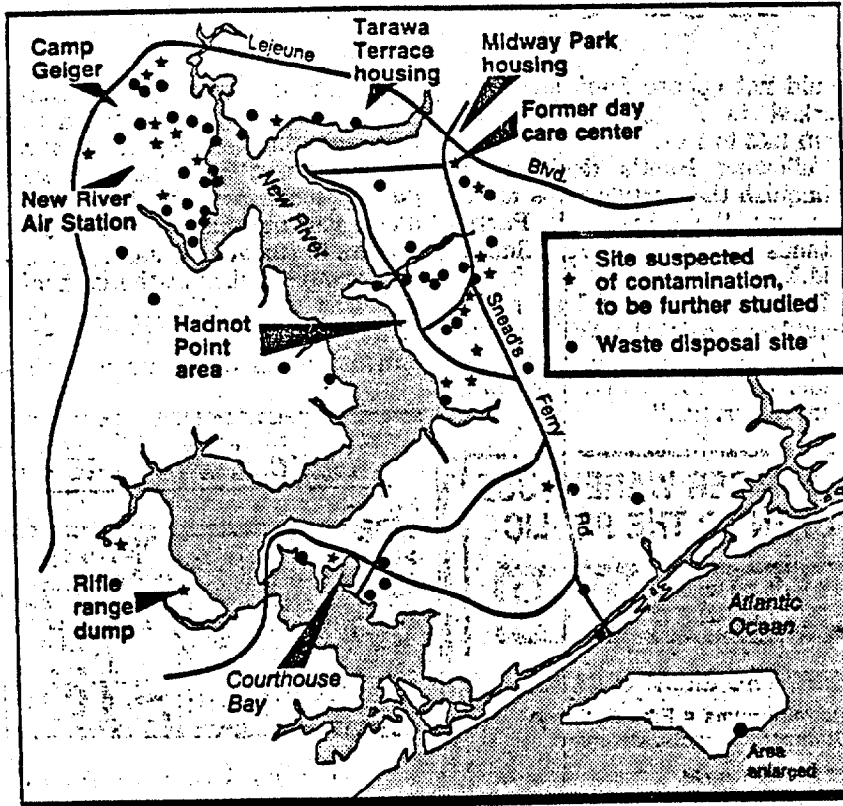 Camp
Geiger
Lejeune
Tarawa
Terrace
housing
Midway Park
housing
Former day
care center
Blvd.
New River
Air Station
New River
★ Site suspected
of contamination,
to be further studied
● Waste disposal site
Hadnot
Point
area
Snead's
Ferry
Rd
Rifle
range
dump
Courthouse
Bay
Atlantic
Ocean
Area
enlarged